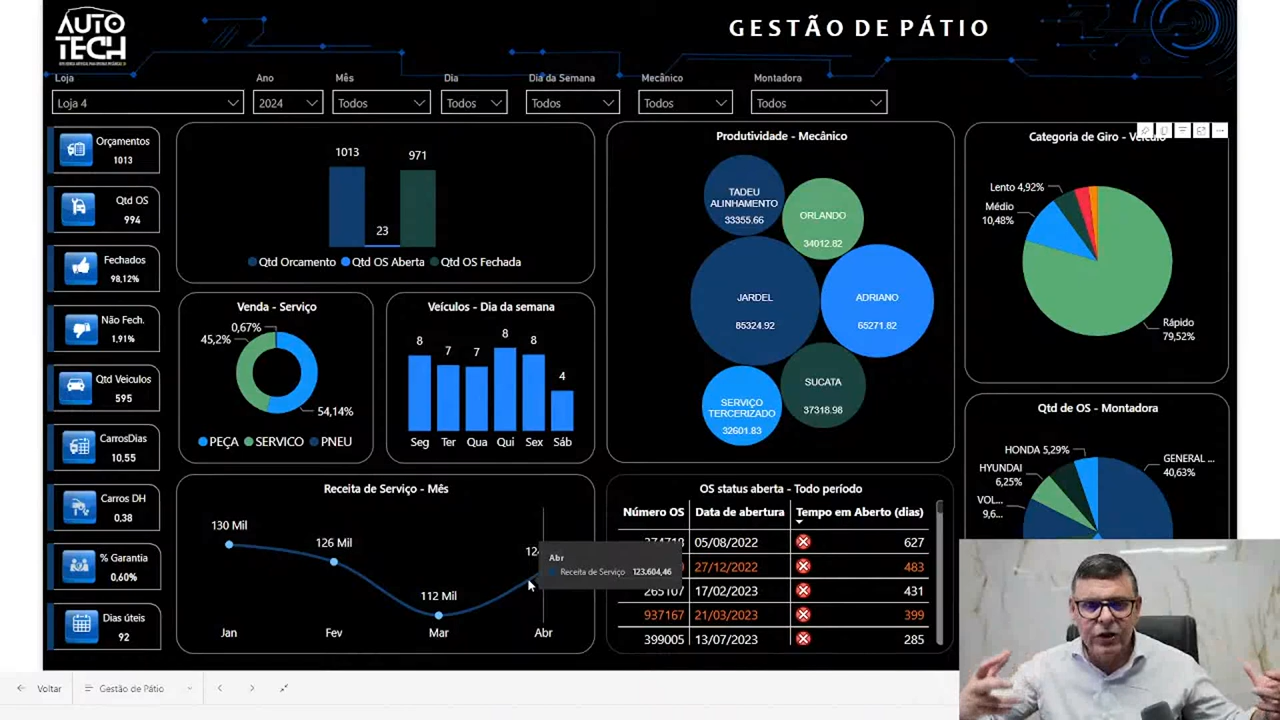 AUTO
TECH
GESTÃO DE PÁTIO
Loja
Ano
Mês
Dia
Dia da Semana
Mecânico
Montadora
Loja 4
2024
Todos
Todos
Todos
Todos
Todos
Orçamentos
1013
Qtd OS
994
Fechados
98,12%
Não Fech.
1,91%
Qtd Veiculos
595
CarrosDias
10,55
Carros DH
0,38
% Garantia
0,60%
Dias úteis
92
1013
23
971
Qtd Orcamento
Qtd OS Aberta
Qtd OS Fechada
Venda - Serviço
0,67%
45,2%
54,14%
PEÇA
SERVICO
PNEU
Veículos - Dia da semana
8
7
7
8
8
4
Seg
Ter
Qua
Qui
Sex
Sáb
Receita de Serviço - Mês
130 Mil
126 Mil
112 Mil
Jan
Fev
Mar
Abr
Abr
Receita de Serviço 123.604,46
Produtividade - Mecânico
TADEU
ALINHAMENTO
33355.66
ORLANDO
34012.82
JARDEL
85324.92
ADRIANO
65271.82
SUCATA
37318.98
SERVIÇO
TERCERIZADO
32601.83
OS status aberta - Todo período
Número OS Data de abertura Tempo em Aberto (dias)
05/08/2022 627
27/12/2022 483
265107 17/02/2023 431
937167 21/03/2023 399
399005 13/07/2023 285
Categoria de Giro -
Lento 4,92%
Médio
10,48%
Rápido
79,52%
Qtd de OS - Montadora
HONDA 5,29%
HYUNDAI
6,25%
VOL...
9,6...
GENERAL ...
40,63%
Voltar
Gestão de Pátio